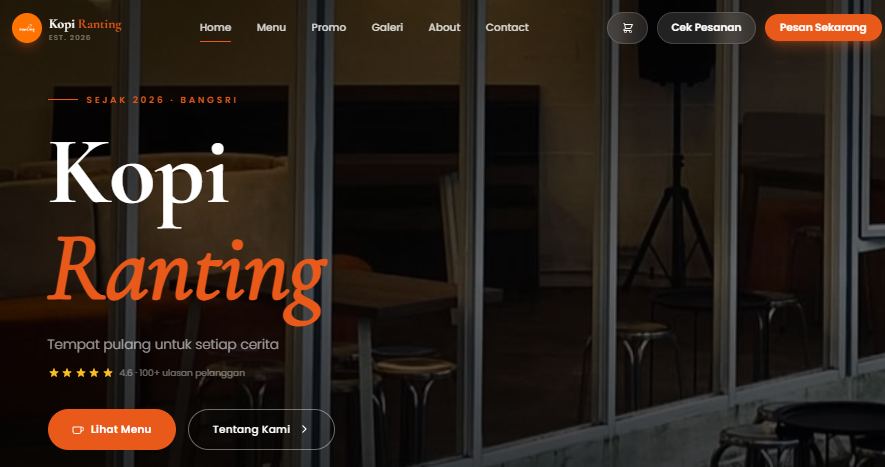 Kopi Ranting
EST. 2026
Home Menu Promo Galeri About Contact
Cek Pesanan
Pesan Sekarang
SEJAK 2026 · BANGSRI
Kopi
Ranting
Tempat pulang untuk setiap cerita
4.6 · 100+ ulasan pelanggan
Lihat Menu
Tentang Kami